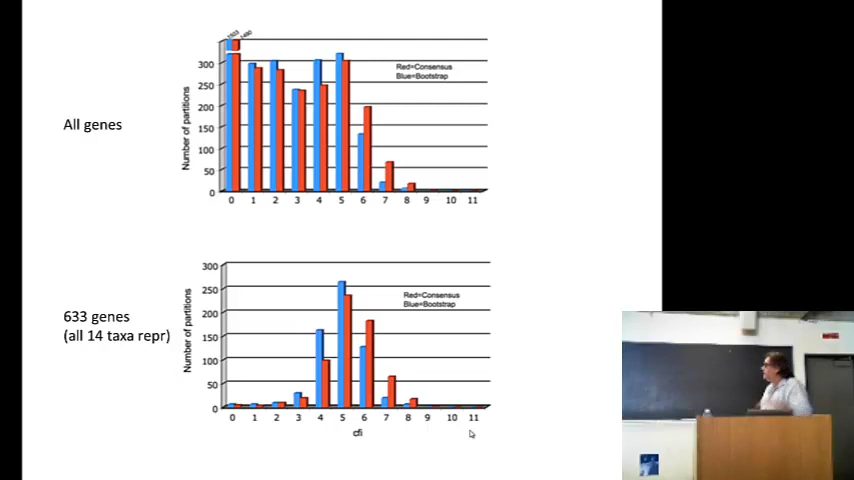 1503
1490
300
250
200
150
100
50
0
Number of partitions
Red=Consensus
Blue=Bootstrap
0 1 2 3 4 5 6 7 8 9 10 11
All genes
300
250
200
150
100
50
0
Number of partitions
Red=Consensus
Blue=Bootstrap
0 1 2 3 4 5 6 7 8 9 10 11
cfi
633 genes
(all 14 taxa repr)